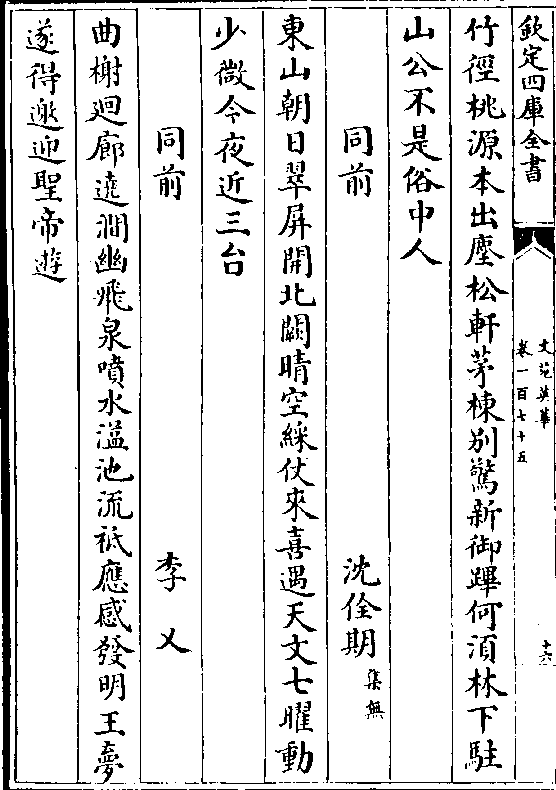 欽定四庫全書
文苑英華
卷一百七十五
十六
竹徑桃源本出塵松軒茅棟别驚新御蹕何湏林下駐
山公不是俗中人
同前 沈佺期 集無
東山朝日翠屏開北闕晴空綵仗來喜遇天文七曜動
少微今夜近三台
同前 李乂
曲榭廻廊遶澗幽飛泉噴水溢池流祇應感發明王夢
遂得邀迎聖帝遊